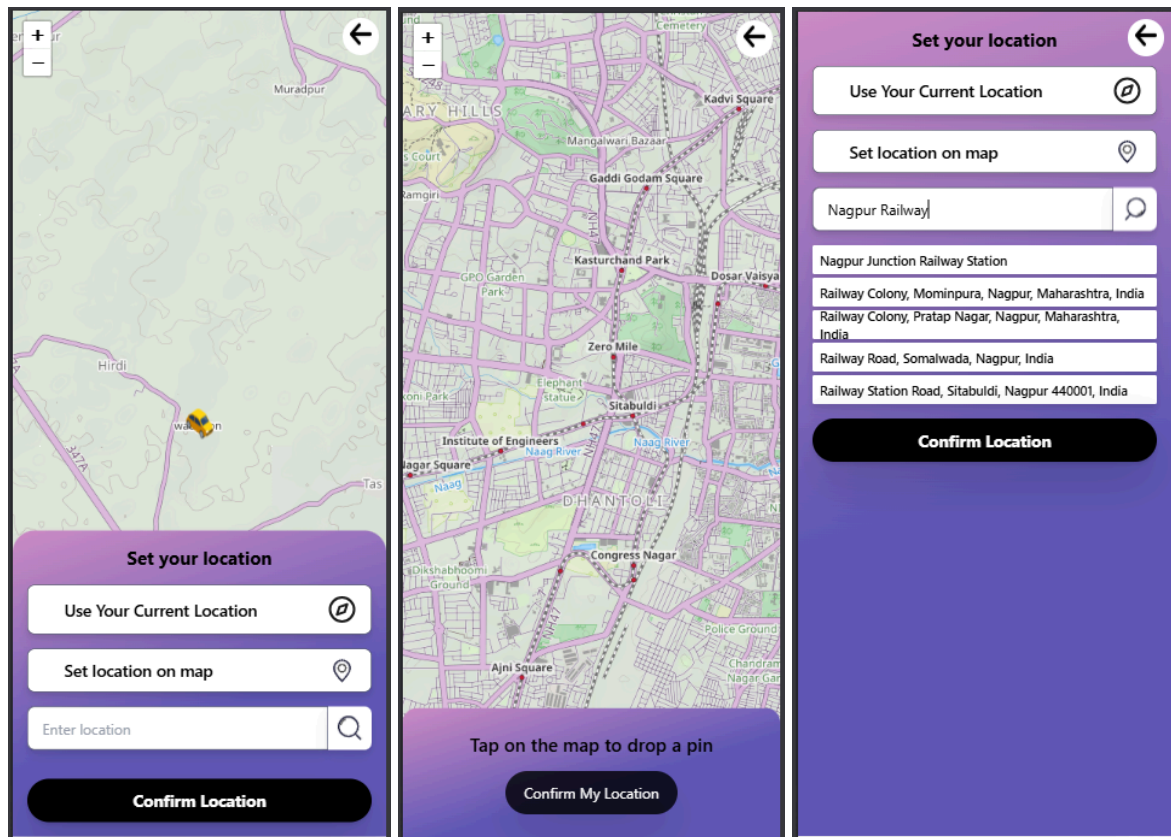 +
−
Muradpur
Hirdi
347A
Tas
Set your location
Use Your Current Location
Set location on map
Enter location
Confirm Location
+
−
Cemetery
Kadvi Square
ARY HILLS
Mangalwari Bazaar
s Court
Gaddi Godam Square
Ramgiri
NH4
Kasturchand Park
GPO Garden
Park
Dosar Vaisya
Zero Mile
Elephant
statue
koni Park
Sitabuldi
Institute of Engineers
Naag River
Naag River
Nagar Square
Naag
NH47
DHANTOLI
Congress Nagar
Dikshabhoomi
Ground
NH47
Police Ground
Ajni Square
Chandram
Nagar Gar
Tap on the map to drop a pin
Confirm My Location
Set your location
Use Your Current Location
Set location on map
Nagpur Railway
Nagpur Junction Railway Station
Railway Colony, Mominpura, Nagpur, Maharashtra, India
Railway Colony, Pratap Nagar, Nagpur, Maharashtra,
India
Railway Road, Somalwada, Nagpur, India
Railway Station Road, Sitabuldi, Nagpur 440001, India
Confirm Location